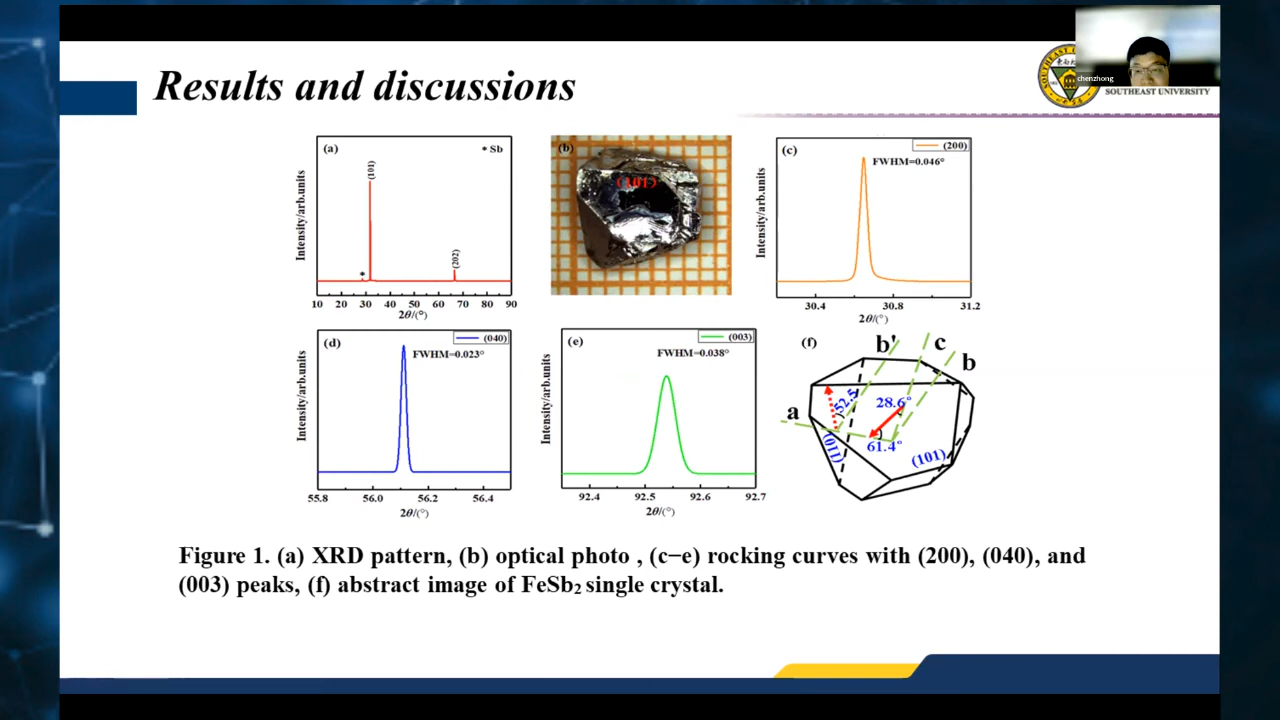 Results and discussions
chenzhong
SOUTHEAST UNIVERSITY
(a)
* Sb
(101)
*
(202)
Intensity/arb.units
10 20 30 40 50 60 70 80 90
2θ/(°)
(b)
(101)
(c)
(200)
FWHM=0.046°
Intensity/arb.units
30.4 30.8 31.2
2θ/(°)
(d)
(040)
FWHM=0.023°
Intensity/arb.units
55.8 56.0 56.2 56.4
2θ/(°)
(e)
(003)
FWHM=0.038°
Intensity/arb.units
92.4 92.5 92.6 92.7
2θ/(°)
(f)
b'
c
b
a
52.5
28.6°
61.4°
(011)
(101)
Figure 1. (a) XRD pattern, (b) optical photo , (c−e) rocking curves with (200), (040), and
(003) peaks, (f) abstract image of FeSb₂ single crystal.